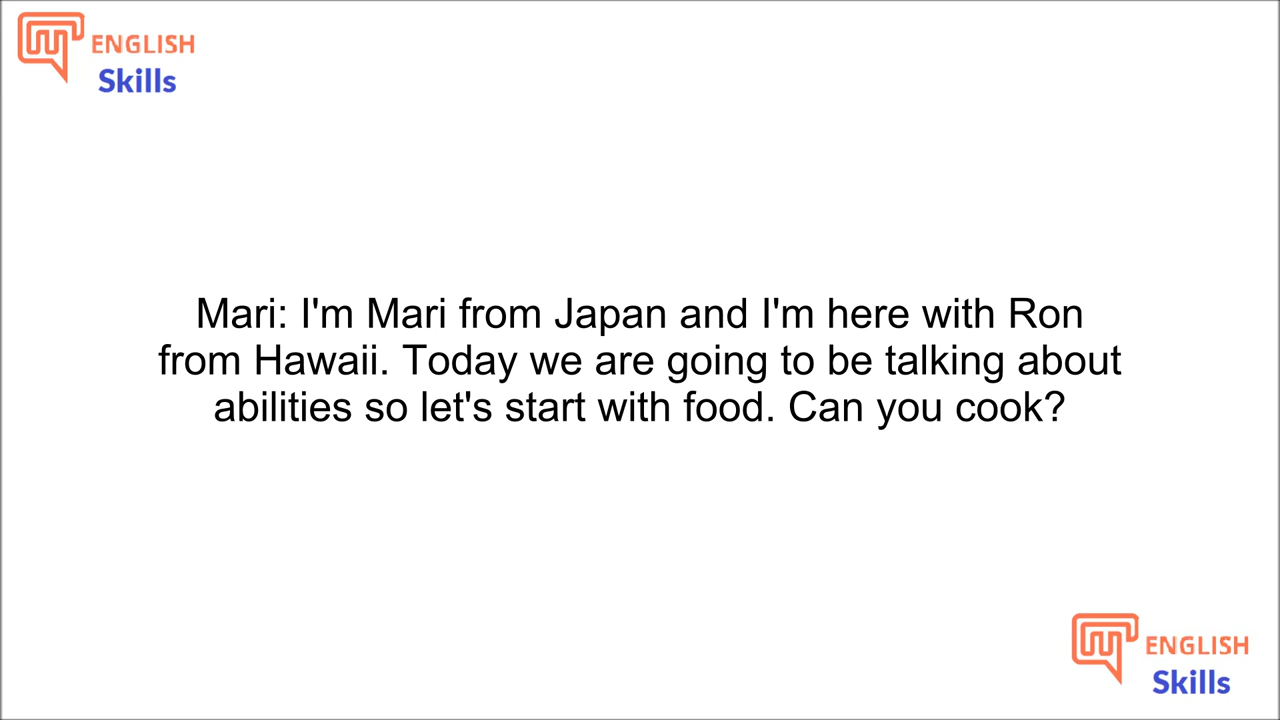 ENGLISH
Skills
Mari: I'm Mari from Japan and I'm here with Ron
from Hawaii. Today we are going to be talking about
abilities so let's start with food. Can you cook?
ENGLISH
Skills